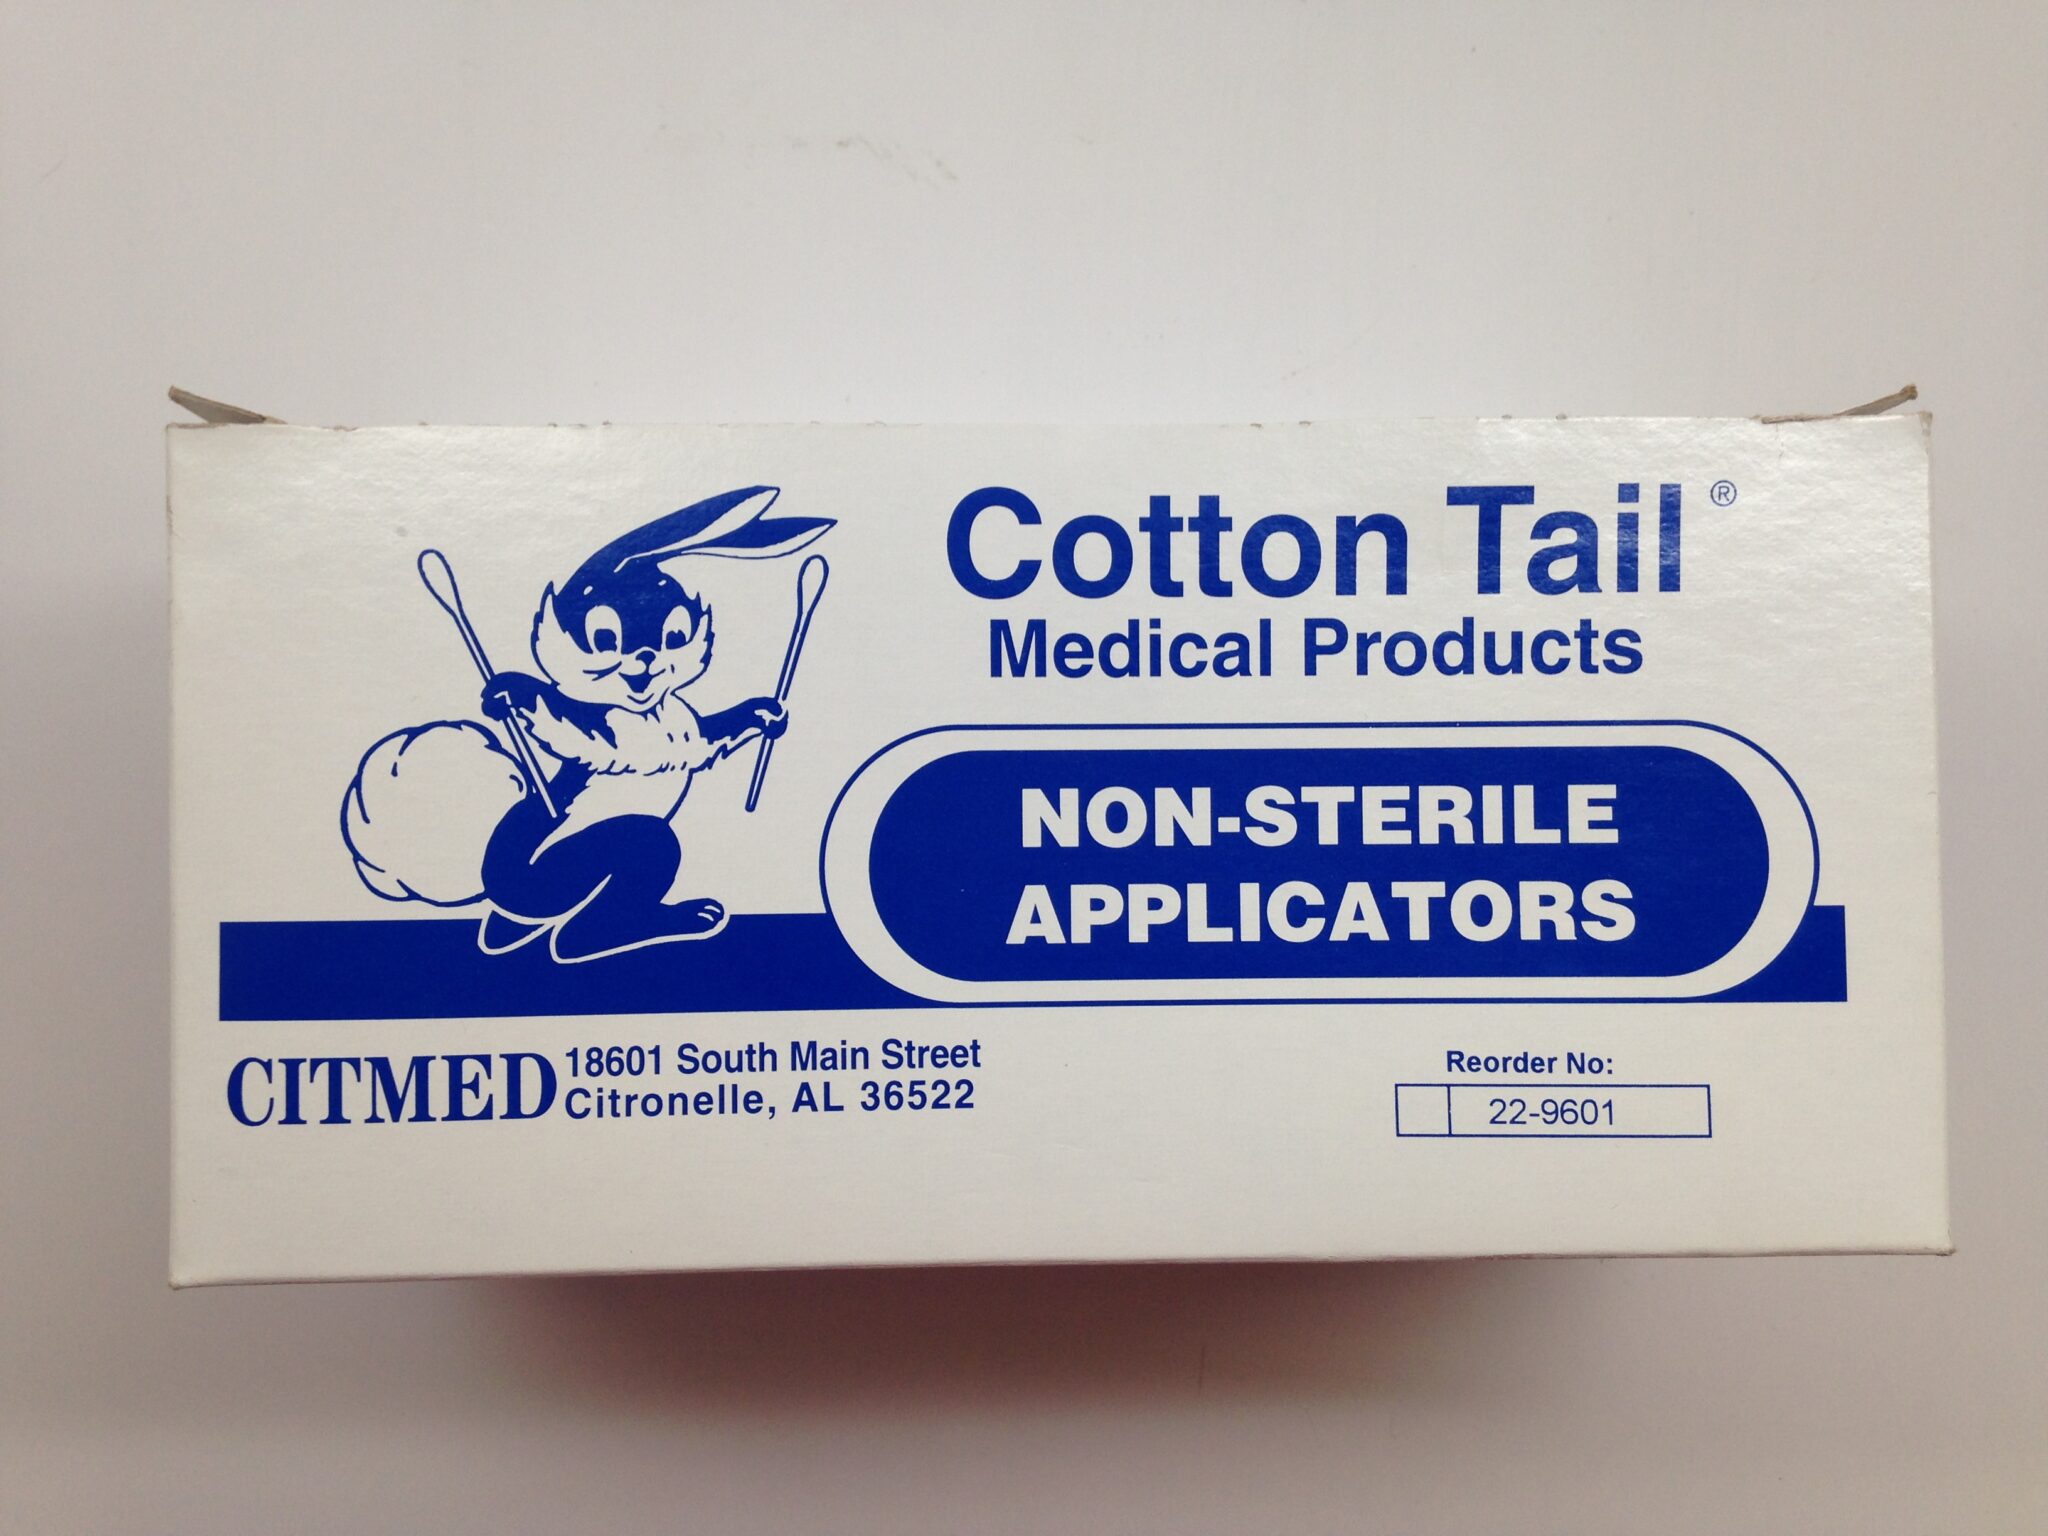 Cotton Tail ®
Medical Products
NON-STERILE
APPLICATORS
CITMED
18601 South Main Street
Citronelle, AL 36522
Reorder No:
22-9601